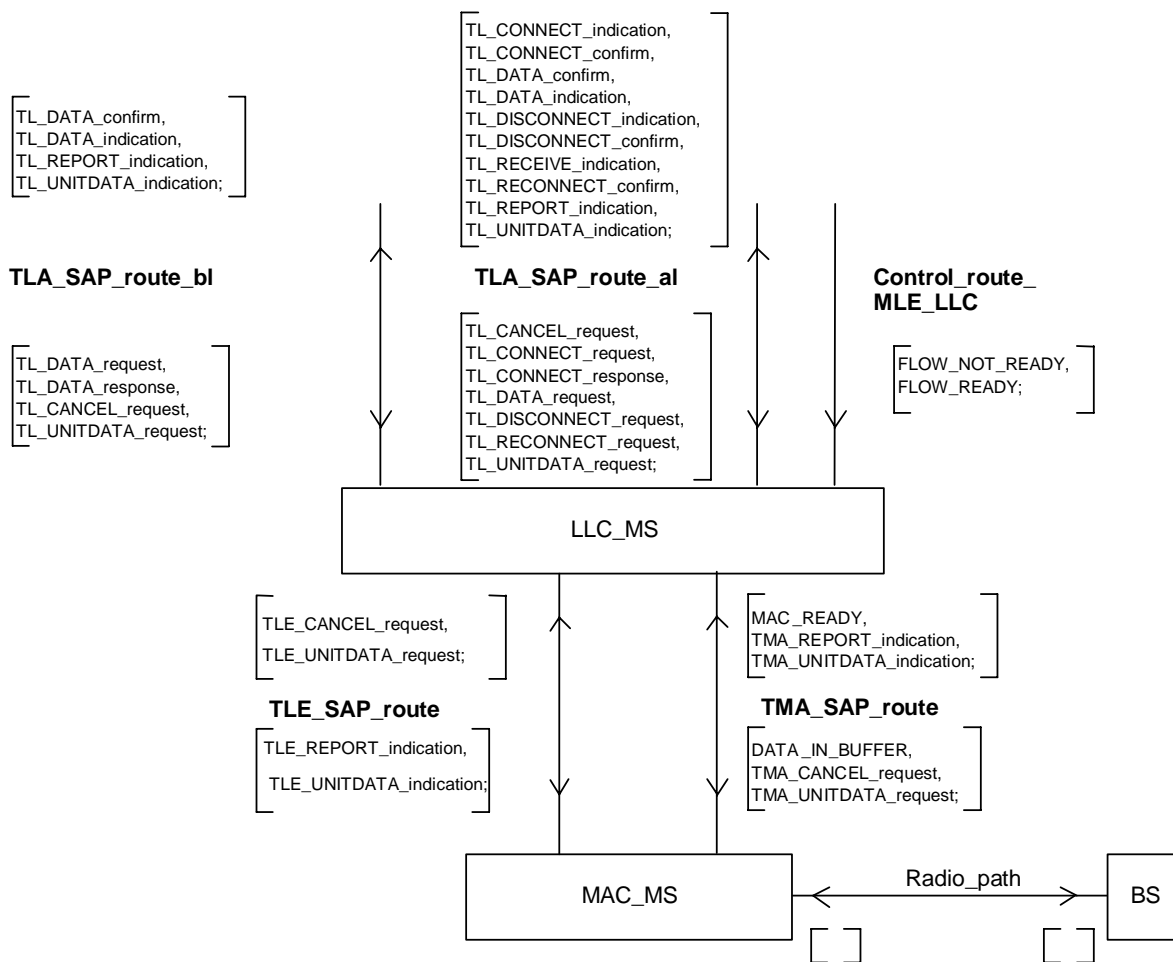 TL_DATA_confirm,
TL_DATA_indication,
TL_REPORT_indication,
TL_UNITDATA_indication;
TL_CONNECT_indication,
TL_CONNECT_confirm,
TL_DATA_confirm,
TL_DATA_indication,
TL_DISCONNECT_indication,
TL_DISCONNECT_confirm,
TL_RECEIVE_indication,
TL_RECONNECT_confirm,
TL_REPORT_indication,
TL_UNITDATA_indication;
TLA_SAP_route_bl
TLA_SAP_route_al
Control_route_
MLE_LLC
TL_DATA_request,
TL_DATA_response,
TL_CANCEL_request,
TL_UNITDATA_request;
TL_CANCEL_request,
TL_CONNECT_request,
TL_CONNECT_response,
TL_DATA_request,
TL_DISCONNECT_request,
TL_RECONNECT_request,
TL_UNITDATA_request;
FLOW_NOT_READY,
FLOW_READY;
LLC_MS
TLE_CANCEL_request,
TLE_UNITDATA_request;
MAC_READY,
TMA_REPORT_indication,
TMA_UNITDATA_indication;
TLE_SAP_route
TMA_SAP_route
TLE_REPORT_indication,
TLE_UNITDATA_indication;
DATA_IN_BUFFER,
TMA_CANCEL_request,
TMA_UNITDATA_request;
MAC_MS
Radio_path
BS